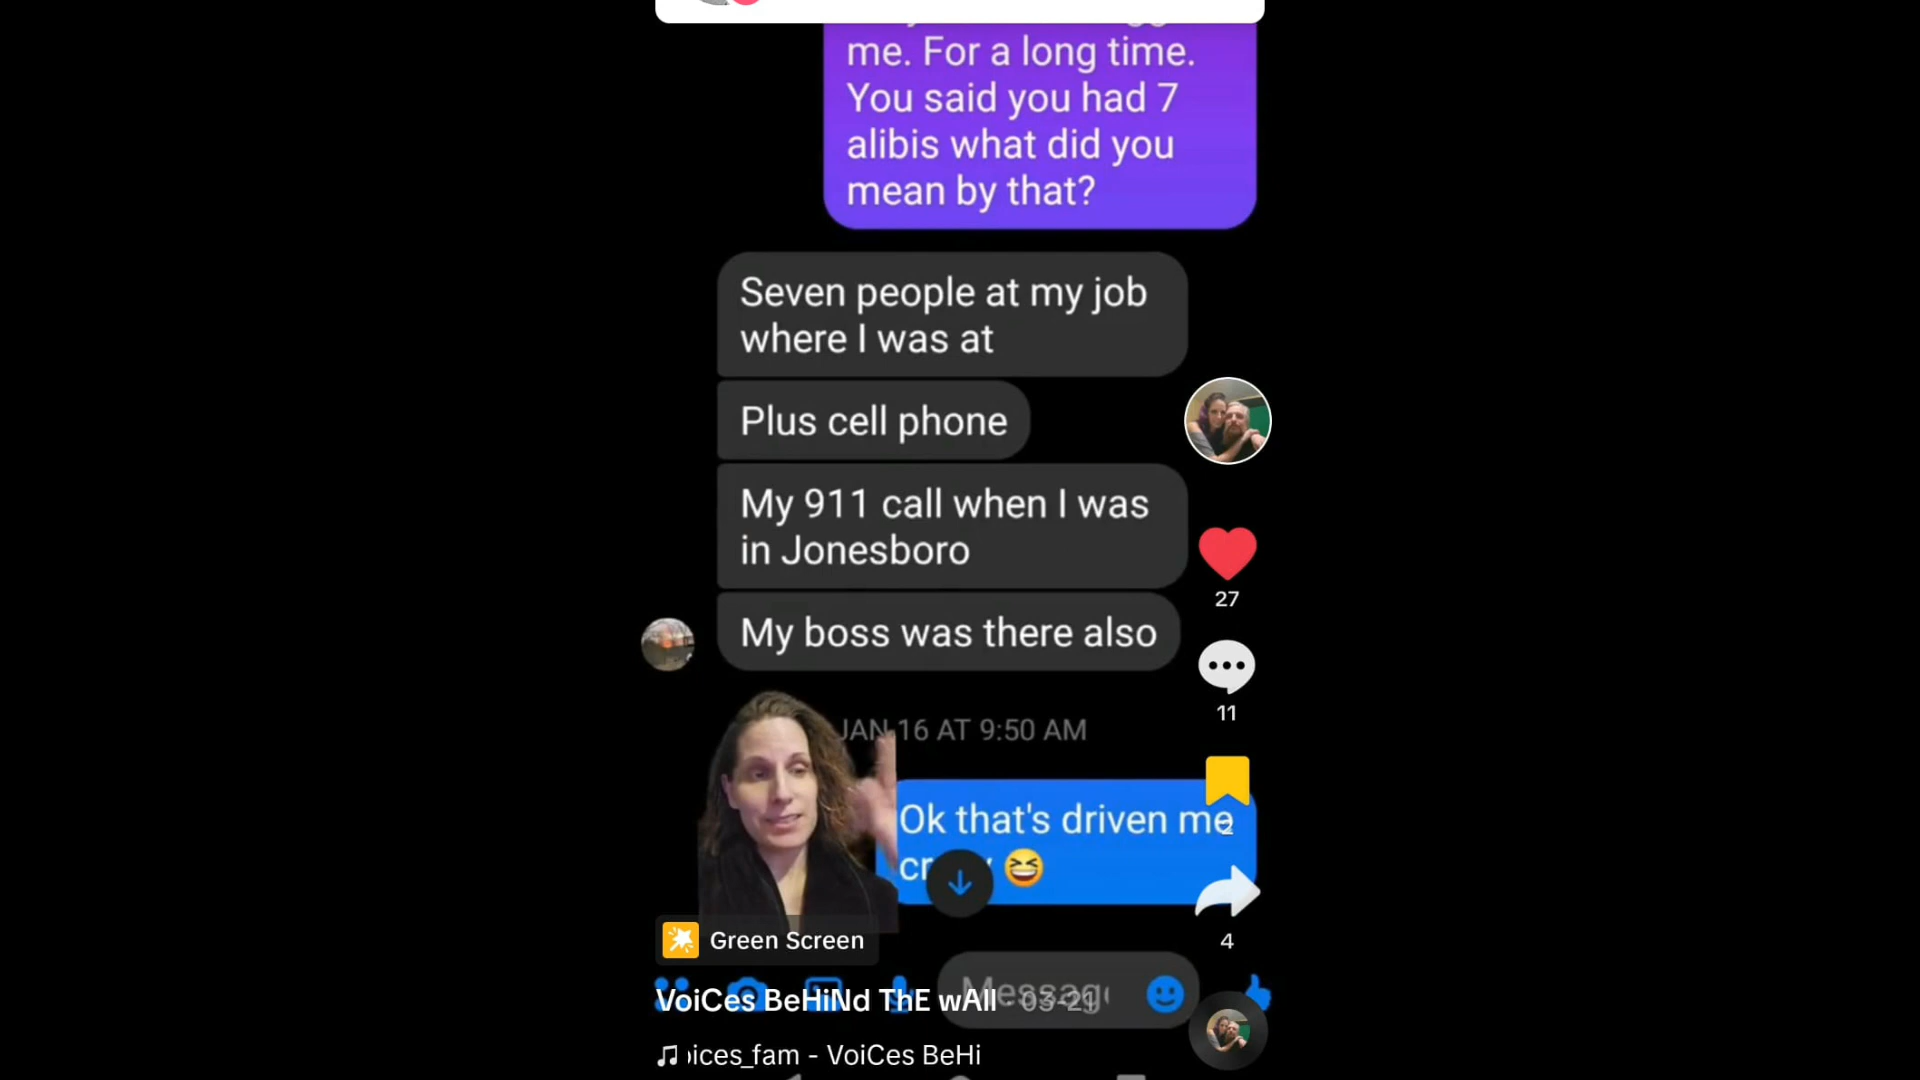 me. For a long time.
You said you had 7
alibis what did you
mean by that?
Seven people at my job
where I was at
Plus cell phone
My 911 call when I was
in Jonesboro
My boss was there also
JAN 16 AT 9:50 AM
Ok that's driven me
😆
27
11
2
4
Green Screen
VoiCes BeHiNd ThE wAll · 03-21
ices_fam - VoiCes BeHi